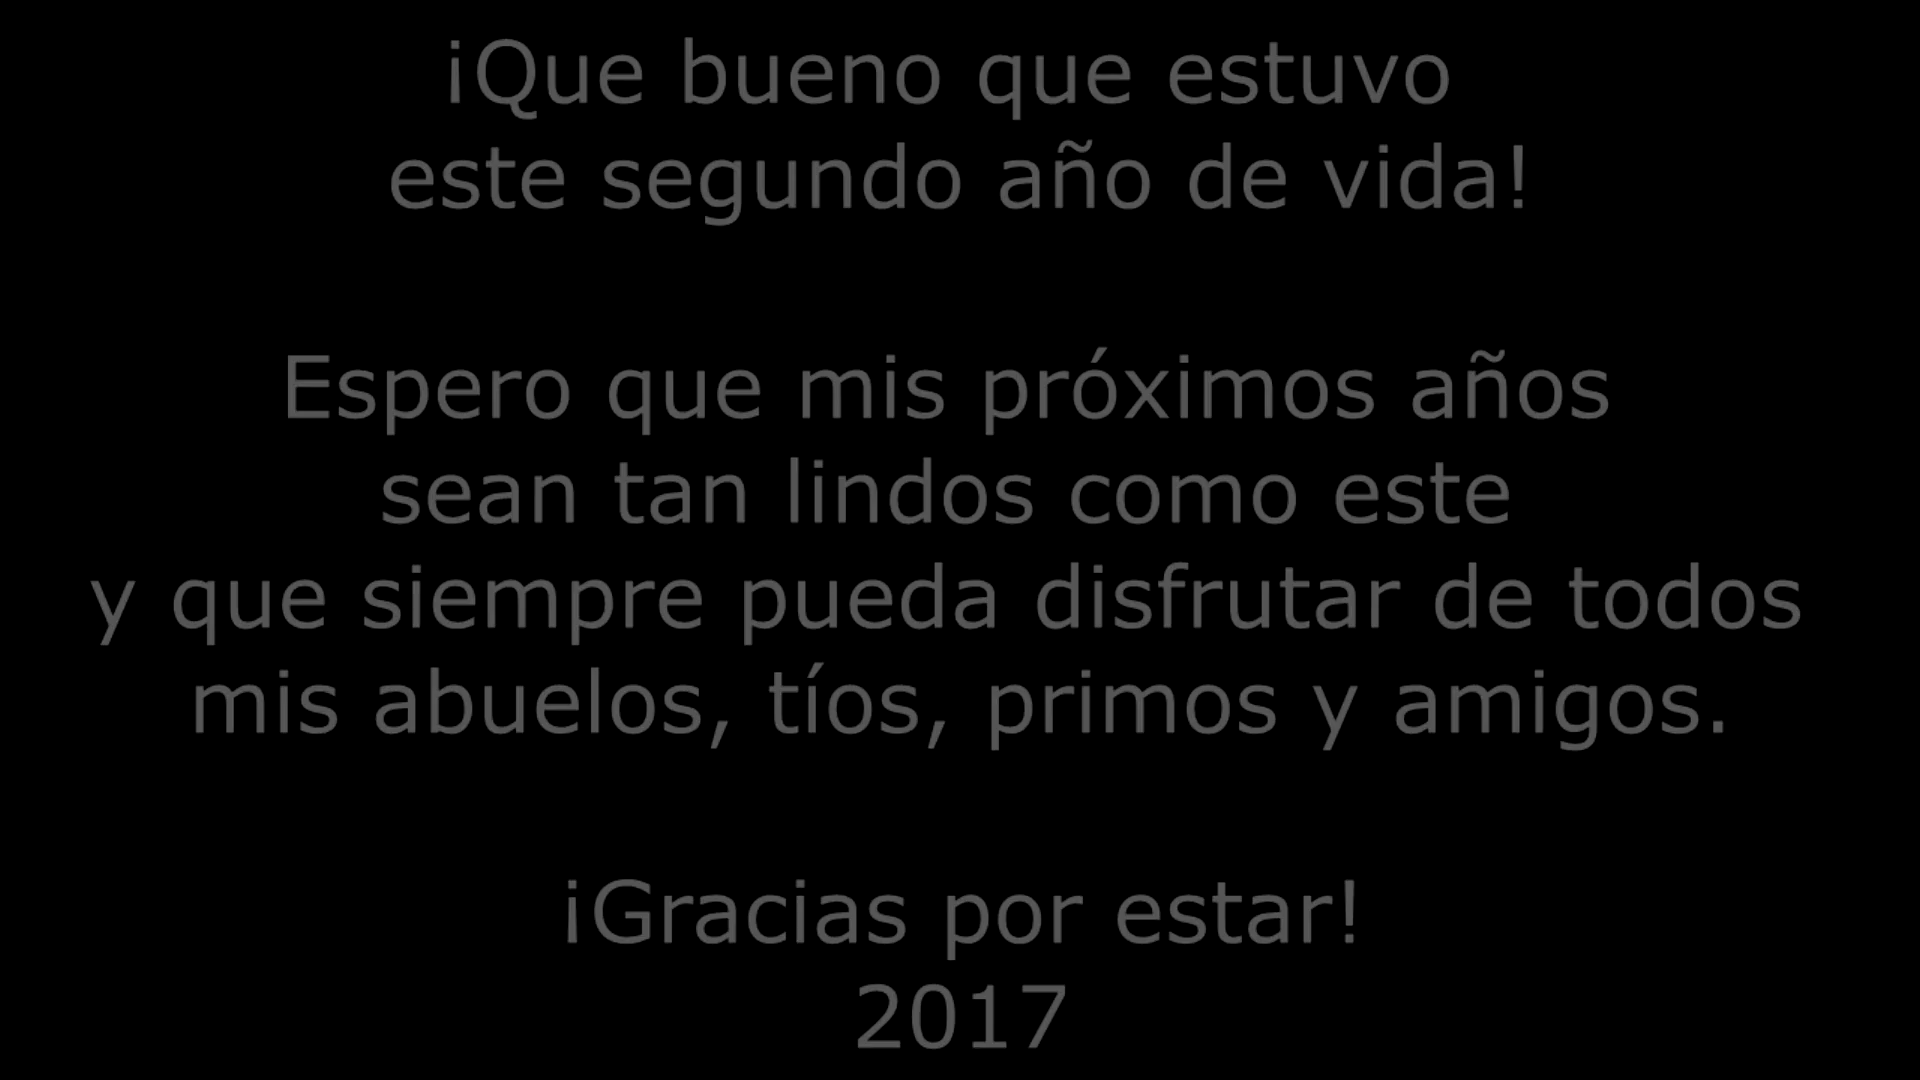 ¡Que bueno que estuvo
este segundo año de vida!
Espero que mis próximos años
sean tan lindos como este
y que siempre pueda disfrutar de todos
mis abuelos, tíos, primos y amigos.
¡Gracias por estar!
2017